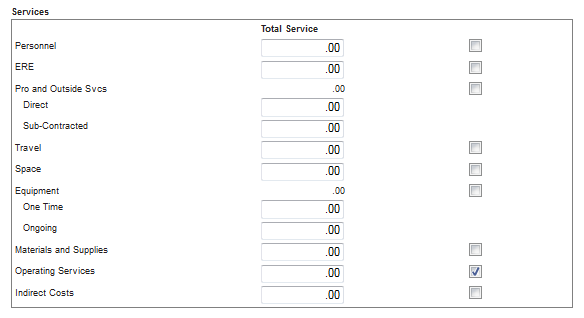 Services
Total Service
Personnel .00
ERE .00
Pro and Outside Svcs .00
Direct .00
Sub-Contracted .00
Travel .00
Space .00
Equipment .00
One Time .00
Ongoing .00
Materials and Supplies .00
Operating Services .00
Indirect Costs .00